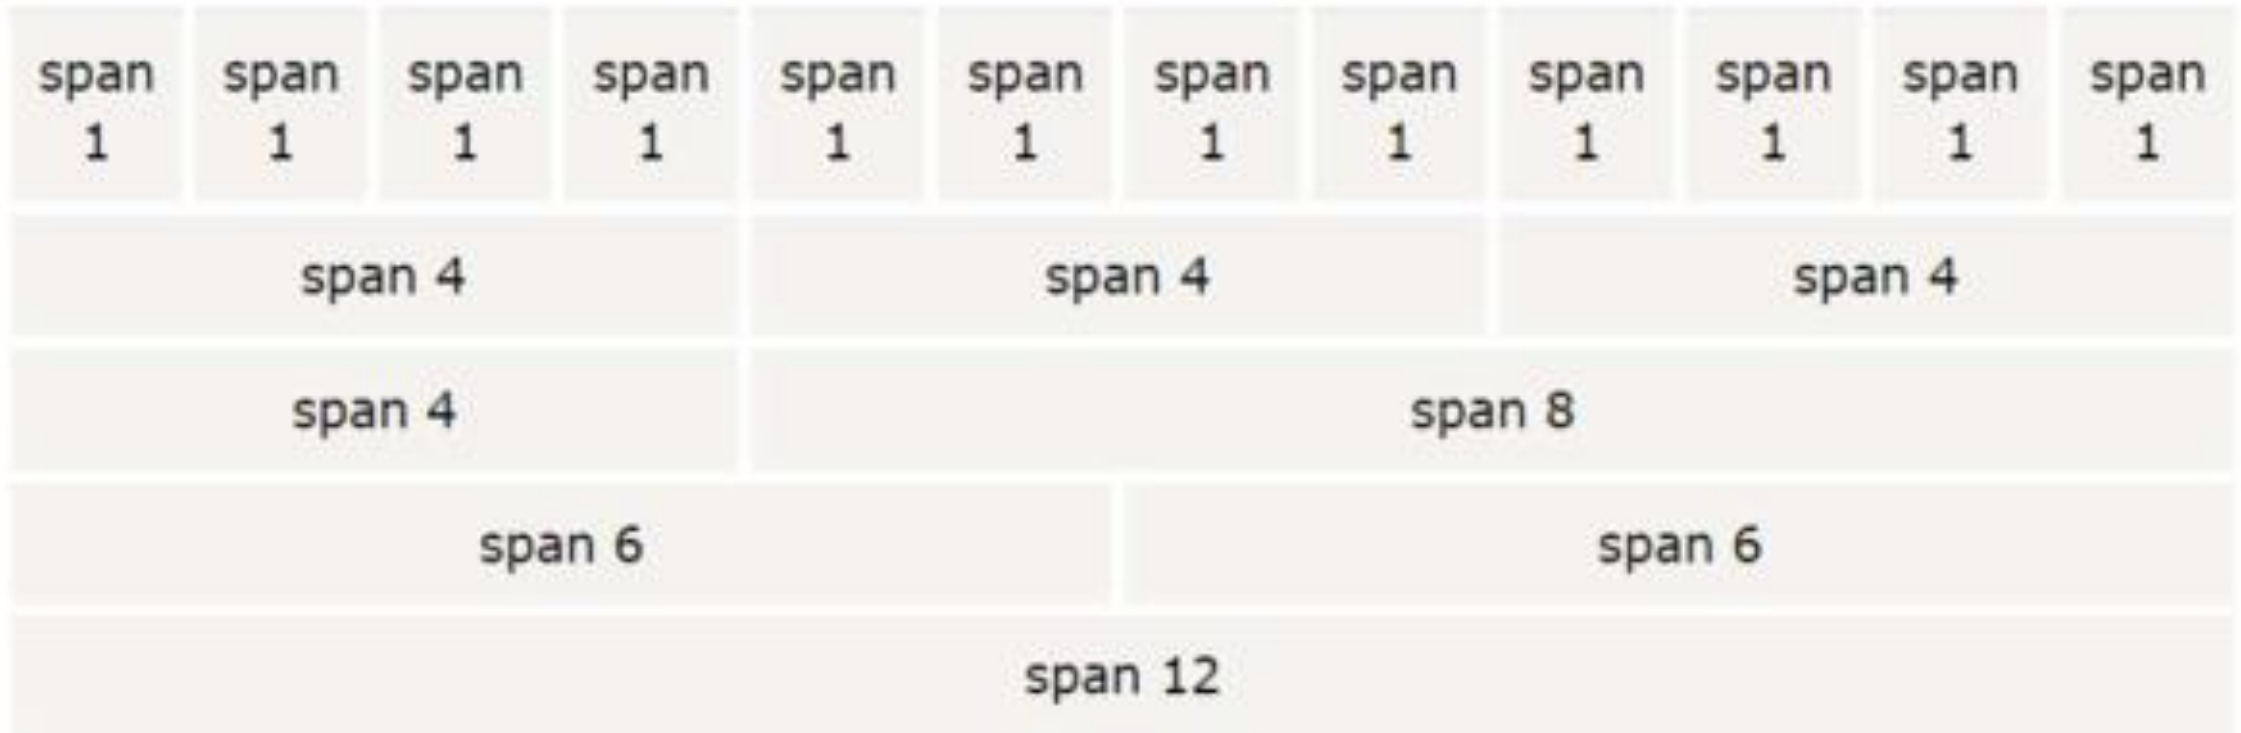 span span span span span span span span span span span span
1 1 1 1 1 1 1 1 1 1 1 1
span 4 span 4 span 4
span 4 span 8
span 6 span 6
span 12